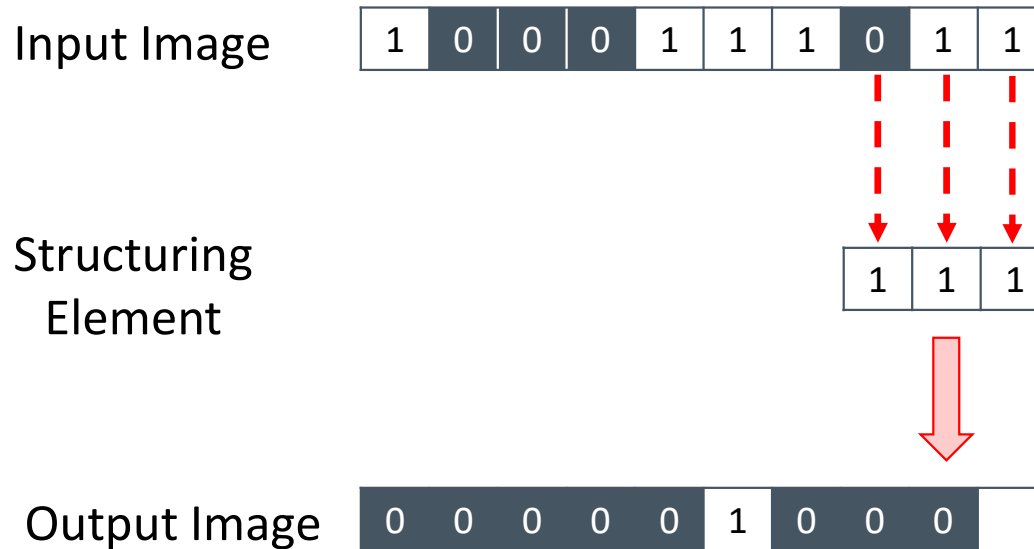 Input Image 1 0 0 0 1 1 1 0 1 1
Structuring
Element
1 1 1
Output Image 0 0 0 0 0 1 0 0 0